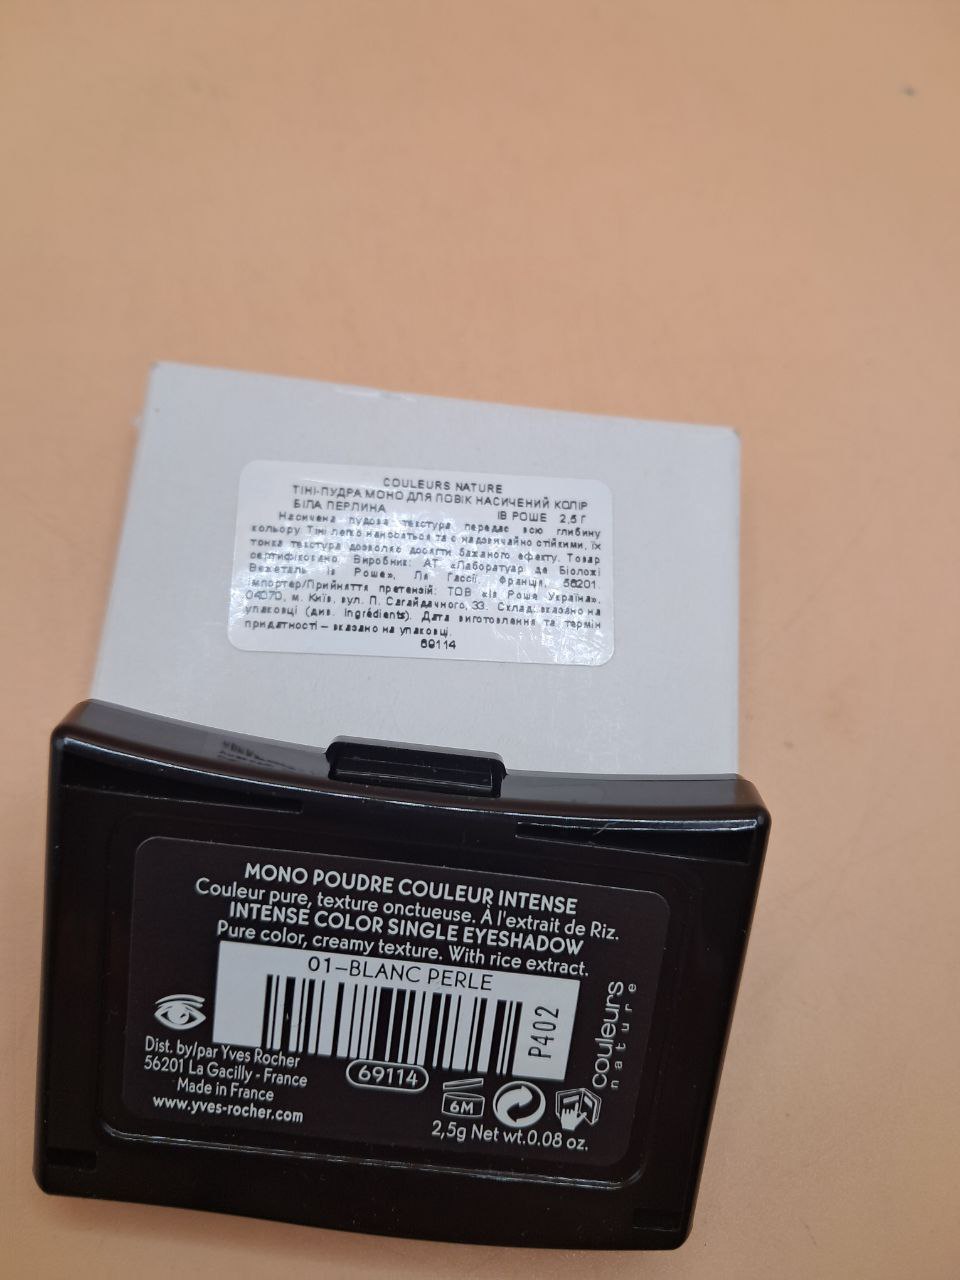 COULEURS NATURE
ТІНІ-ПУДРА МОНО ДЛЯ ПОВІК НАСИЧЕНИЙ КОЛІР
БІЛА ПЕРЛИНА ІВ РОШЕ 2,5 Г
Насичена пудова текстура передає всю глибину
кольору. Тіні легко наносяться та є надзвичайно стійкими, їх
тонка текстура дозволяє досягти бажаного ефекту. Товар
сертифіковано. Виробник: АТ «Лаборатуар де Біоложі
Вежеталь Ів Роше», Ля Гасії, Франція, 56201.
Імпортер/Прийняття претензій: ТОВ «Ів Роше Україна»,
04070, м. Київ, вул. П. Сагайдачного, 33. Склад: вказано на
упаковці (див. Ingrédients). Дата виготовлення та термін
придатності – вказано на упаковці.
69114
MONO POUDRE COULEUR INTENSE
Couleur pure, texture onctueuse. À l'extrait de Riz.
INTENSE COLOR SINGLE EYESHADOW
Pure color, creamy texture. With rice extract.
01-BLANC PERLE
P402
couleurs
nature
Dist. by/par Yves Rocher
56201 La Gacilly - France
Made in France
www.yves-rocher.com
69114
6M
2,5g Net wt.0.08 oz.